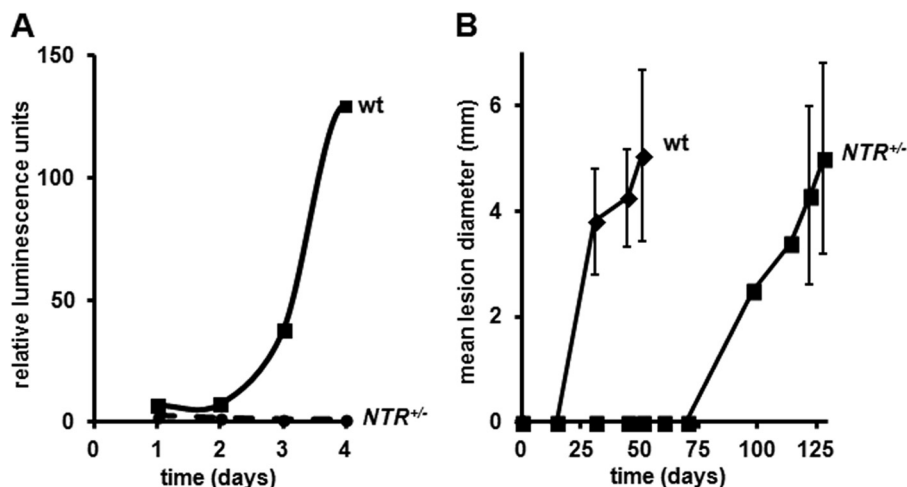 A
150
100
50
0
relative luminescence units
wt
NTR+/-
0 1 2 3 4
time (days)
B
6
4
2
0
mean lesion diameter (mm)
wt
NTR+/-
0 25 50 75 100 125
time (days)